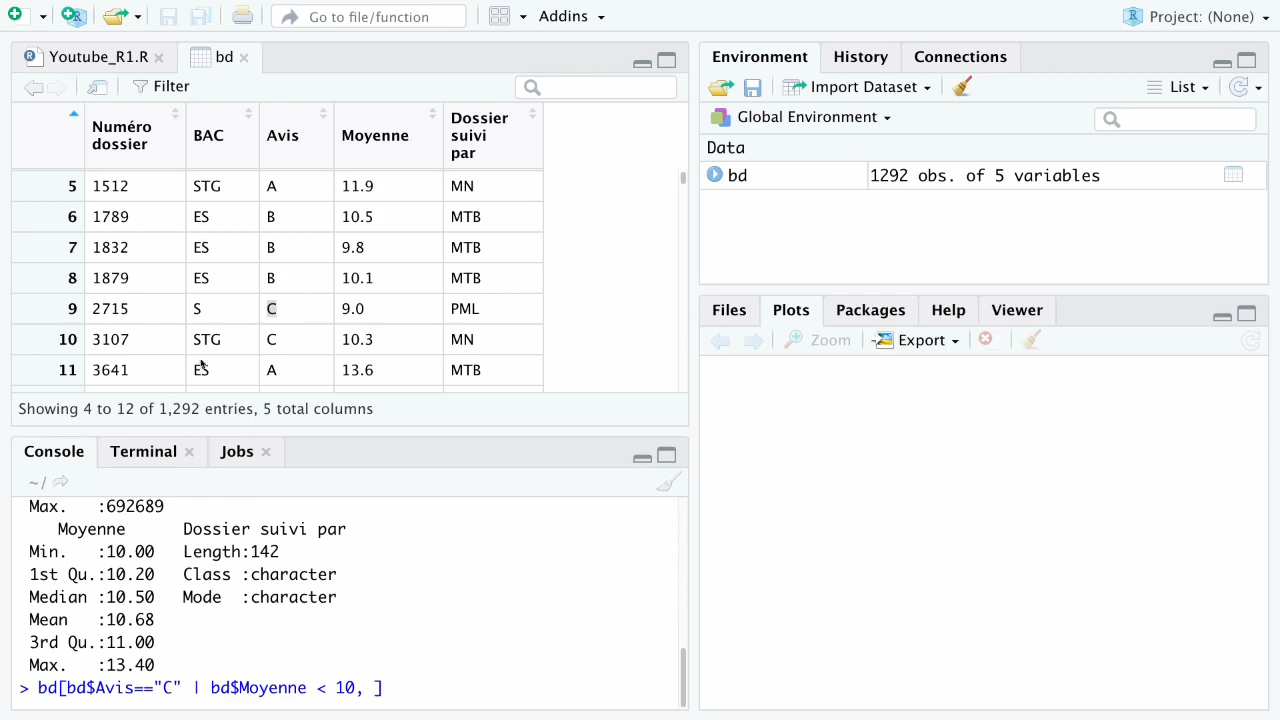 Go to file/function
Addins
Project: (None)
Youtube_R1.R
bd
Filter
Numéro dossier BAC Avis Moyenne Dossier suivi par
5 1512 STG A 11.9 MN
6 1789 ES B 10.5 MTB
7 1832 ES B 9.8 MTB
8 1879 ES B 10.1 MTB
9 2715 S C 9.0 PML
10 3107 STG C 10.3 MN
11 3641 ES A 13.6 MTB
Showing 4 to 12 of 1,292 entries, 5 total columns
Console Terminal Jobs
~/
Max. :692689
Moyenne Dossier suivi par
Min. :10.00 Length:142
1st Qu.:10.20 Class :character
Median :10.50 Mode :character
Mean :10.68
3rd Qu.:11.00
Max. :13.40
> bd[bd$Avis=="C" | bd$Moyenne < 10, ]
Environment History Connections
Import Dataset List
Global Environment
Data
bd 1292 obs. of 5 variables
Files Plots Packages Help Viewer
Zoom Export